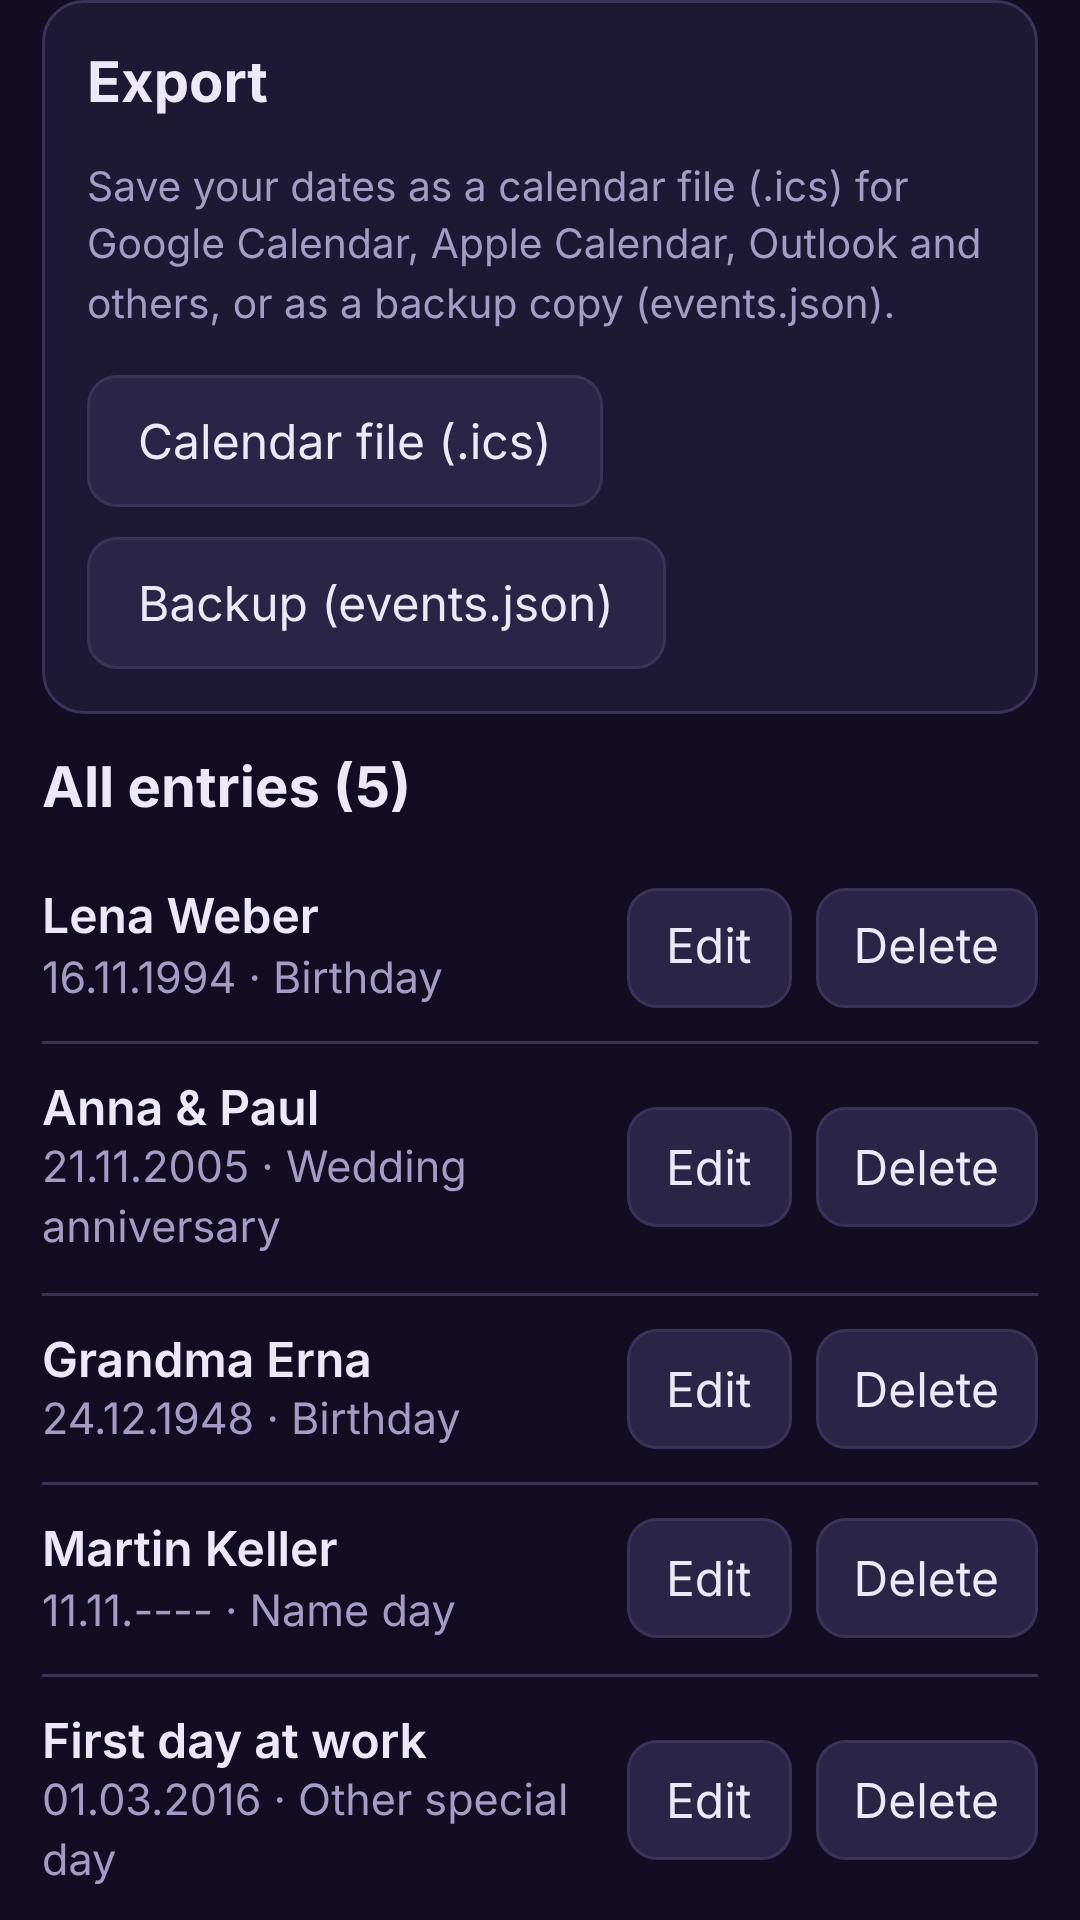 Export
Save your dates as a calendar file (.ics) for
Google Calendar, Apple Calendar, Outlook and
others, or as a backup copy (events.json).
Calendar file (.ics)
Backup (events.json)
All entries (5)
Lena Weber
16.11.1994 · Birthday
Edit
Delete
Anna & Paul
21.11.2005 · Wedding
anniversary
Edit
Delete
Grandma Erna
24.12.1948 · Birthday
Edit
Delete
Martin Keller
11.11.---- · Name day
Edit
Delete
First day at work
01.03.2016 · Other special
day
Edit
Delete